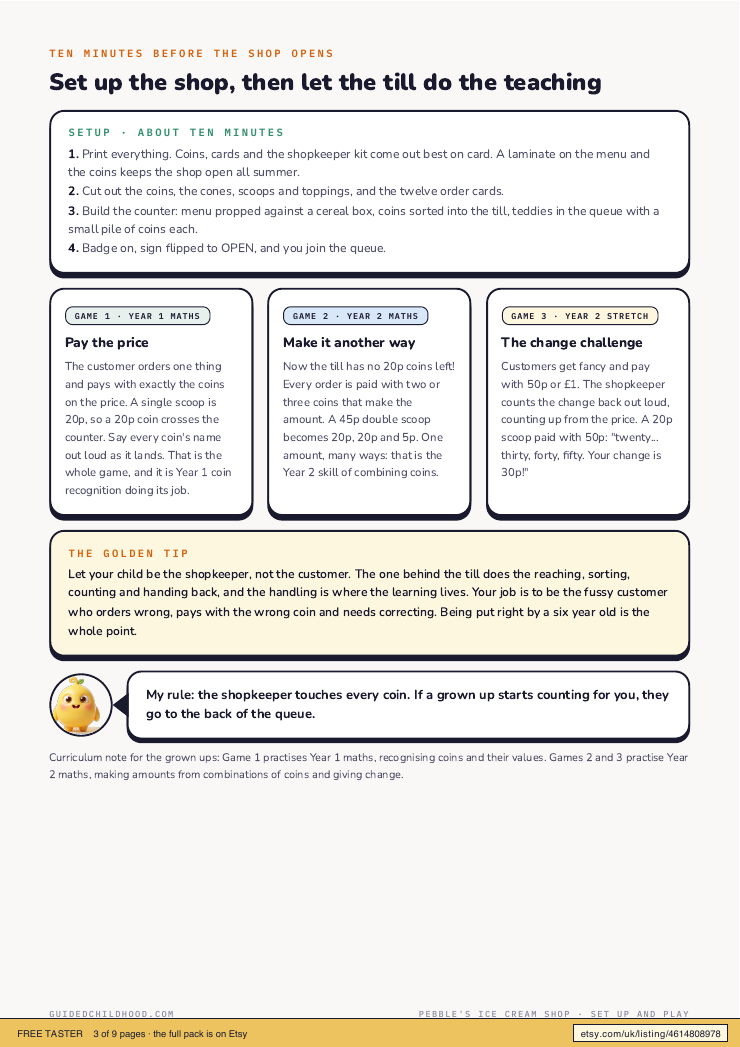 TEN MINUTES BEFORE THE SHOP OPENS
Set up the shop, then let the till do the teaching
SETUP · ABOUT TEN MINUTES
1. Print everything. Coins, cards and the shopkeeper kit come out best on card. A laminate on the menu and
the coins keeps the shop open all summer.
2. Cut out the coins, the cones, scoops and toppings, and the twelve order cards.
3. Build the counter: menu propped against a cereal box, coins sorted into the till, teddies in the queue with a
small pile of coins each.
4. Badge on, sign flipped to OPEN, and you join the queue.
GAME 1 · YEAR 1 MATHS
Pay the price
The customer orders one thing
and pays with exactly the coins
on the price. A single scoop is
20p, so a 20p coin crosses the
counter. Say every coin's name
out loud as it lands. That is the
whole game, and it is Year 1 coin
recognition doing its job.
GAME 2 · YEAR 2 MATHS
Make it another way
Now the till has no 20p coins left!
Every order is paid with two or
three coins that make the
amount. A 45p double scoop
becomes 20p, 20p and 5p. One
amount, many ways: that is the
Year 2 skill of combining coins.
GAME 3 · YEAR 2 STRETCH
The change challenge
Customers get fancy and pay
with 50p or £1. The shopkeeper
counts the change back out loud,
counting up from the price. A 20p
scoop paid with 50p: "twenty...
thirty, forty, fifty. Your change is
30p!"
THE GOLDEN TIP
Let your child be the shopkeeper, not the customer. The one behind the till does the reaching, sorting,
counting and handing back, and the handling is where the learning lives. Your job is to be the fussy customer
who orders wrong, pays with the wrong coin and needs correcting. Being put right by a six year old is the
whole point.
My rule: the shopkeeper touches every coin. If a grown up starts counting for you, they
go to the back of the queue.
Curriculum note for the grown ups: Game 1 practises Year 1 maths, recognising coins and their values. Games 2 and 3 practise Year
2 maths, making amounts from combinations of coins and giving change.
GUIDEDCHILDHOOD.COM
PEBBLE'S ICE CREAM SHOP · SET UP AND PLAY
FREE TASTER 3 of 9 pages · the full pack is on Etsy
etsy.com/uk/listing/4614808978